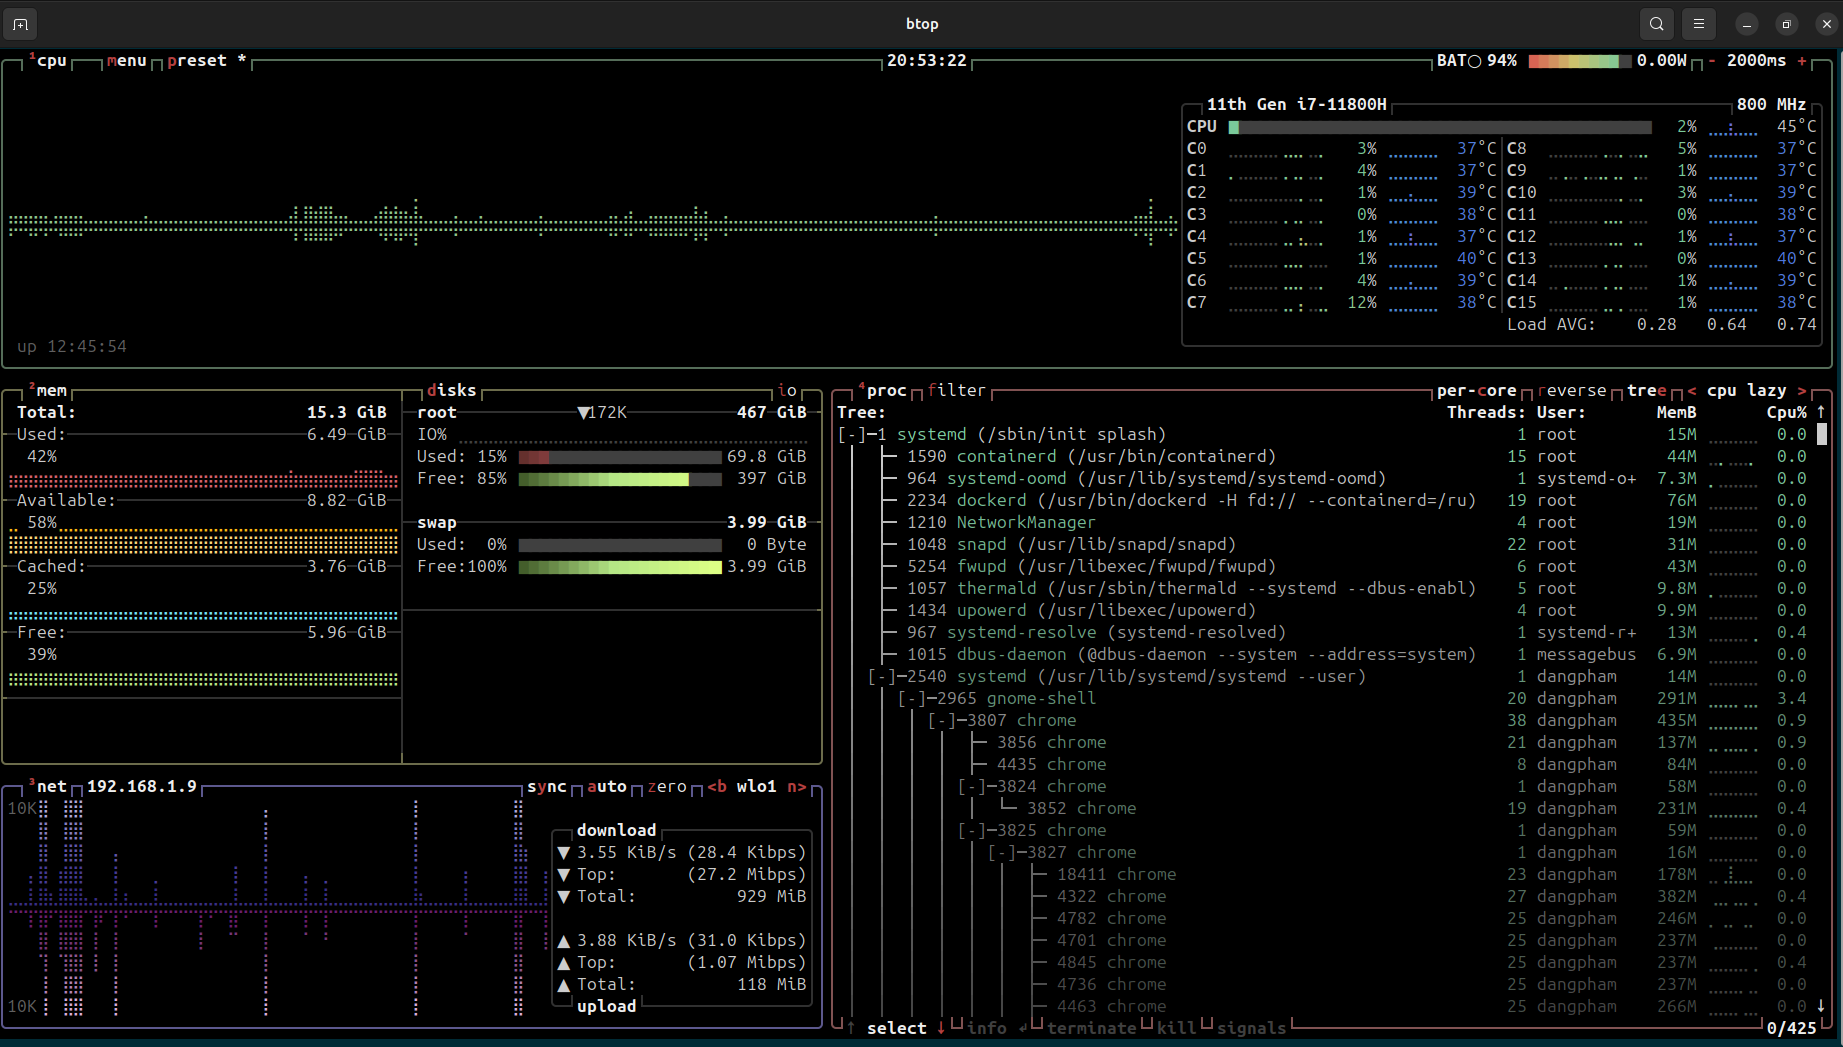 btop
¹cpu menu preset * 20:53:22 BAT○ 94% 0.00W - 2000ms +
11th Gen i7-11800H 800 MHz
CPU 2% 45°C
C0 3% 37°C C8 5% 37°C
C1 4% 37°C C9 1% 37°C
C2 1% 39°C C10 3% 39°C
C3 0% 38°C C11 0% 38°C
C4 1% 37°C C12 1% 37°C
C5 1% 40°C C13 0% 40°C
C6 4% 39°C C14 1% 39°C
C7 12% 38°C C15 1% 38°C
Load AVG: 0.28 0.64 0.74
up 12:45:54
²mem
Total: 15.3 GiB
Used: 6.49 GiB
42%
Available: 8.82 GiB
58%
Cached: 3.76 GiB
25%
Free: 5.96 GiB
39%
disks io
root ▼172K 467 GiB
IO%
Used: 15% 69.8 GiB
Free: 85% 397 GiB
swap 3.99 GiB
Used: 0% 0 Byte
Free:100% 3.99 GiB
³net 192.168.1.9 sync auto zero <b wlo1 n>
10K
download
▼ 3.55 KiB/s (28.4 Kibps)
▼ Top: (27.2 Mibps)
▼ Total: 929 MiB
▲ 3.88 KiB/s (31.0 Kibps)
▲ Top: (1.07 Mibps)
▲ Total: 118 MiB
upload
10K
⁴proc filter per-core reverse tree < cpu lazy >
Tree: Threads: User: MemB Cpu% ↑
[-]─1 systemd (/sbin/init splash) 1 root 15M 0.0
1590 containerd (/usr/bin/containerd) 15 root 44M 0.0
964 systemd-oomd (/usr/lib/systemd/systemd-oomd) 1 systemd-o+ 7.3M 0.0
2234 dockerd (/usr/bin/dockerd -H fd:// --containerd=/ru) 19 root 76M 0.0
1210 NetworkManager 4 root 19M 0.0
1048 snapd (/usr/lib/snapd/snapd) 22 root 31M 0.0
5254 fwupd (/usr/libexec/fwupd/fwupd) 6 root 43M 0.0
1057 thermald (/usr/sbin/thermald --systemd --dbus-enabl) 5 root 9.8M 0.0
1434 upowerd (/usr/libexec/upowerd) 4 root 9.9M 0.0
967 systemd-resolve (systemd-resolved) 1 systemd-r+ 13M 0.4
1015 dbus-daemon (@dbus-daemon --system --address=system) 1 messagebus 6.9M 0.0
[-]─2540 systemd (/usr/lib/systemd/systemd --user) 1 dangpham 14M 0.0
[-]─2965 gnome-shell 20 dangpham 291M 3.4
[-]─3807 chrome 38 dangpham 435M 0.9
3856 chrome 21 dangpham 137M 0.9
4435 chrome 8 dangpham 84M 0.0
[-]─3824 chrome 1 dangpham 58M 0.0
3852 chrome 19 dangpham 231M 0.4
[-]─3825 chrome 1 dangpham 59M 0.0
[-]─3827 chrome 1 dangpham 16M 0.0
18411 chrome 23 dangpham 178M 0.0
4322 chrome 27 dangpham 382M 0.4
4782 chrome 25 dangpham 246M 0.0
4701 chrome 25 dangpham 237M 0.0
4845 chrome 25 dangpham 237M 0.4
4736 chrome 25 dangpham 237M 0.0
4463 chrome 25 dangpham 266M 0.0 ↓
↑ select ↓ info ↲ terminate kill signals 0/425